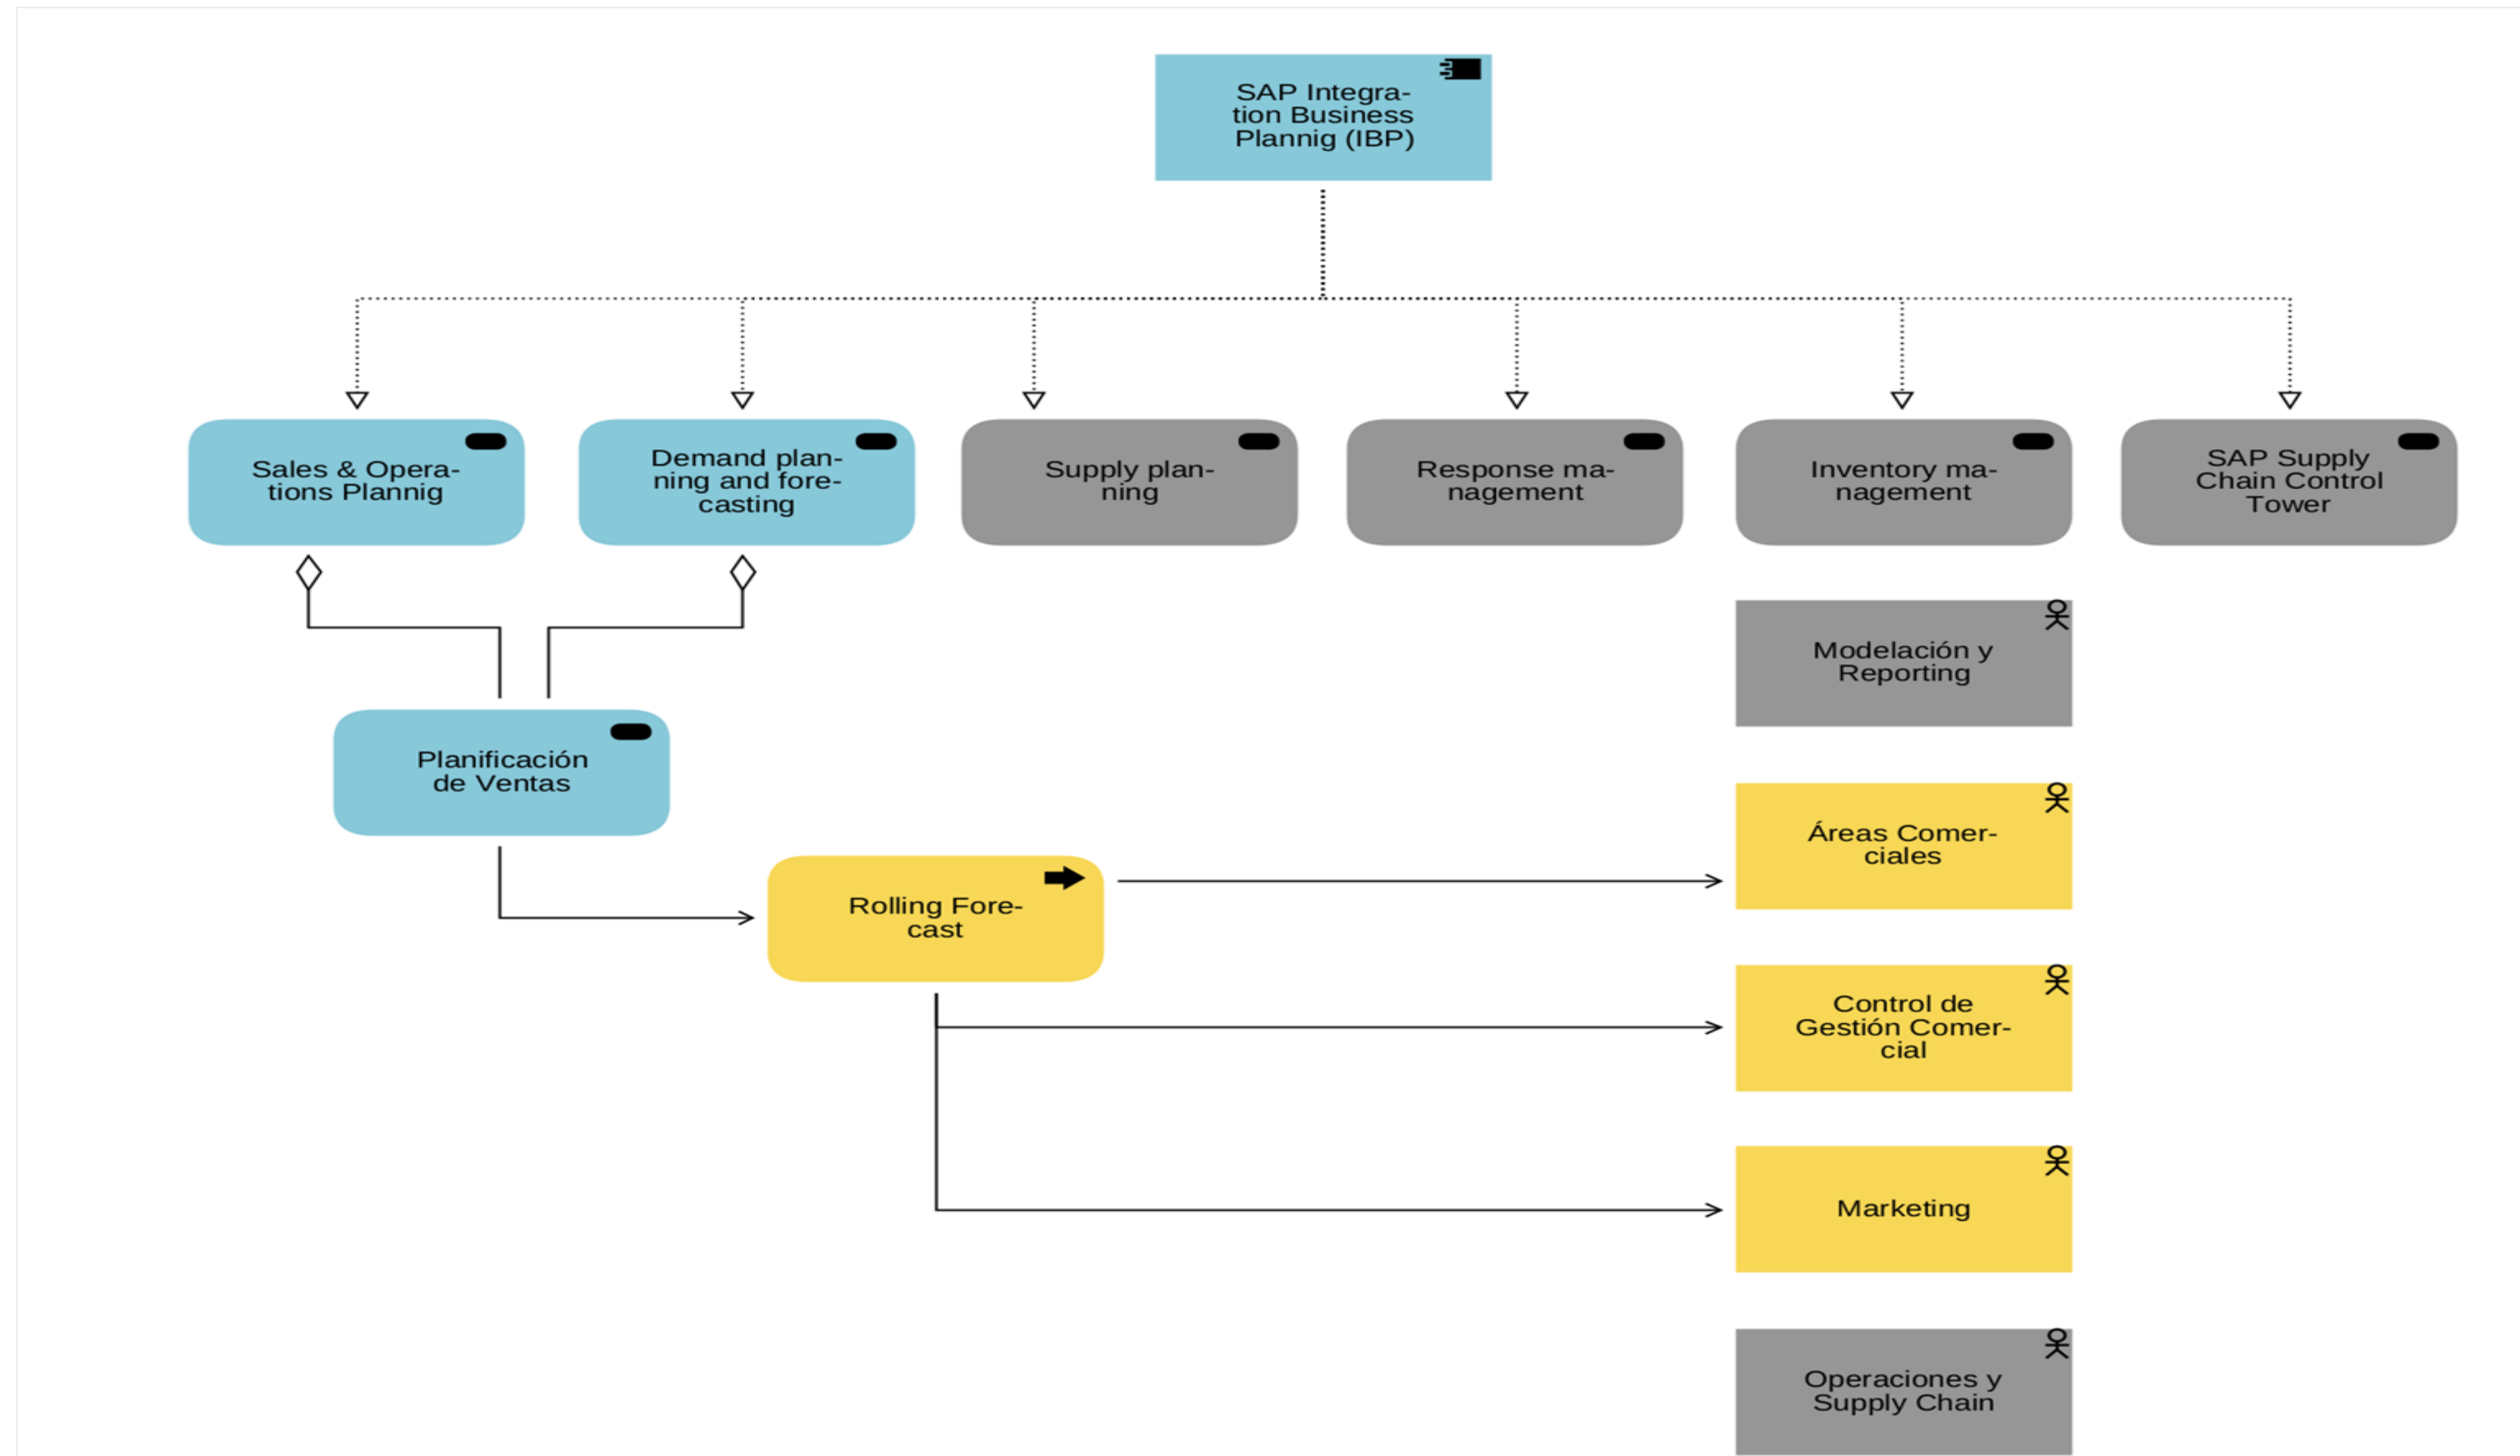 SAP Integra-
tion Business
Plannig (IBP)
Sales & Opera-
tions Plannig
Demand plan-
ning and fore-
casting
Supply plan-
ning
Response ma-
nagement
Inventory ma-
nagement
SAP Supply
Chain Control
Tower
Modelación y
Reporting
Planificación
de Ventas
Áreas Comer-
ciales
Rolling Fore-
cast
Control de
Gestión Comer-
cial
Marketing
Operaciones y
Supply Chain